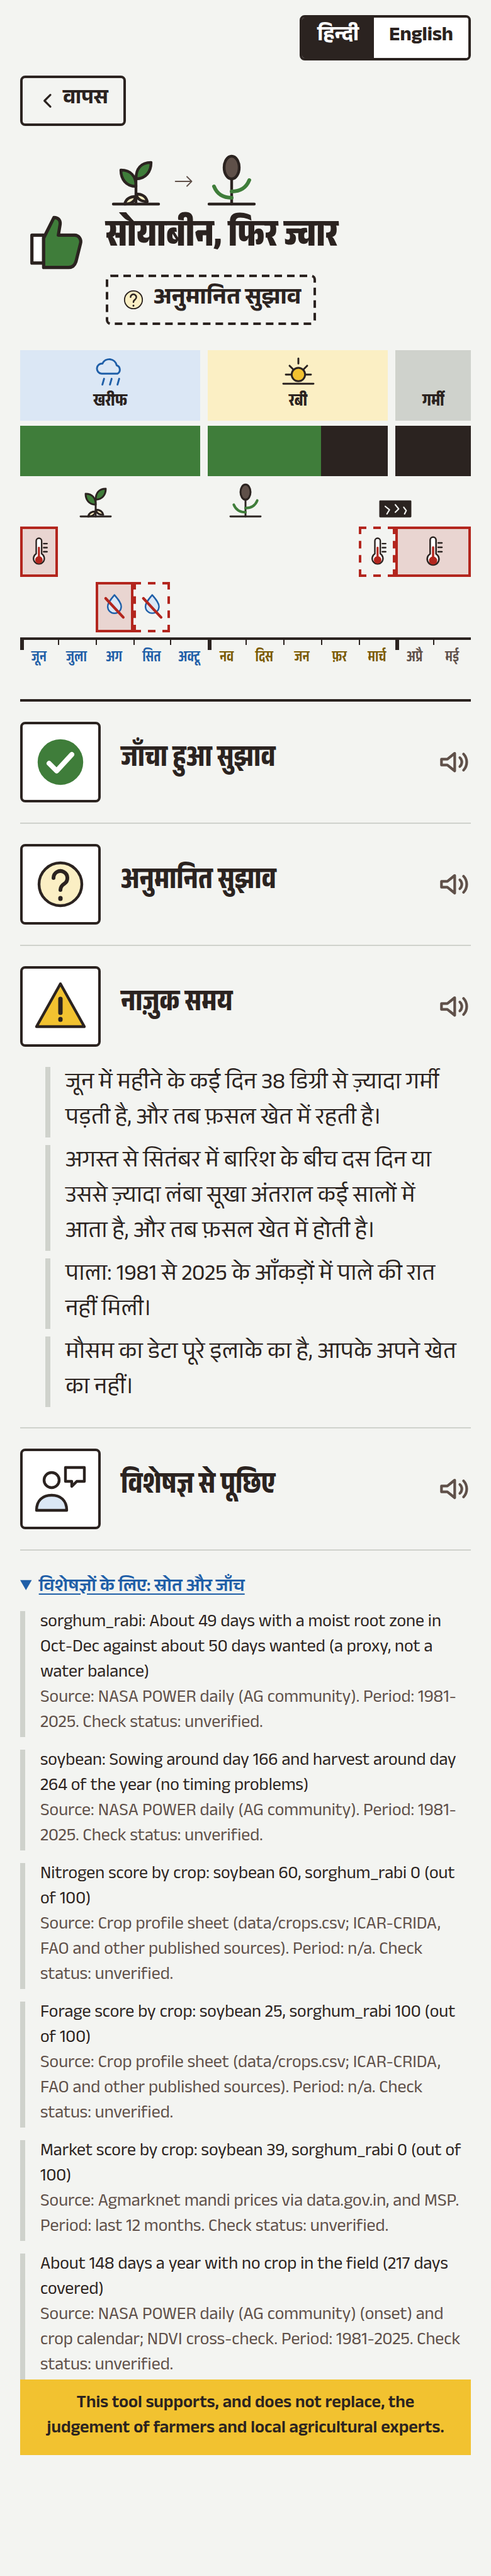 हिन्दी English
वापस
सोयाबीन, फिर ज्वार
अनुमानित सुझाव
खरीफ रबी गर्मी
जून जुला अग सित अक्टू नव दिस जन फ़र मार्च अप्रै मई
जाँचा हुआ सुझाव
अनुमानित सुझाव
नाज़ुक समय
जून में महीने के कई दिन 38 डिग्री से ज़्यादा गर्मी
पड़ती है, और तब फ़सल खेत में रहती है।
अगस्त से सितंबर में बारिश के बीच दस दिन या
उससे ज़्यादा लंबा सूखा अंतराल कई सालों में
आता है, और तब फ़सल खेत में होती है।
पाला: 1981 से 2025 के आँकड़ों में पाले की रात
नहीं मिली।
मौसम का डेटा पूरे इलाके का है, आपके अपने खेत
का नहीं।
विशेषज्ञ से पूछिए
विशेषज्ञों के लिए: स्रोत और जाँच
sorghum_rabi: About 49 days with a moist root zone in
Oct-Dec against about 50 days wanted (a proxy, not a
water balance)
Source: NASA POWER daily (AG community). Period: 1981-
2025. Check status: unverified.
soybean: Sowing around day 166 and harvest around day
264 of the year (no timing problems)
Source: NASA POWER daily (AG community). Period: 1981-
2025. Check status: unverified.
Nitrogen score by crop: soybean 60, sorghum_rabi 0 (out
of 100)
Source: Crop profile sheet (data/crops.csv; ICAR-CRIDA,
FAO and other published sources). Period: n/a. Check
status: unverified.
Forage score by crop: soybean 25, sorghum_rabi 100 (out
of 100)
Source: Crop profile sheet (data/crops.csv; ICAR-CRIDA,
FAO and other published sources). Period: n/a. Check
status: unverified.
Market score by crop: soybean 39, sorghum_rabi 0 (out of
100)
Source: Agmarknet mandi prices via data.gov.in, and MSP.
Period: last 12 months. Check status: unverified.
About 148 days a year with no crop in the field (217 days
covered)
Source: NASA POWER daily (AG community) (onset) and
crop calendar; NDVI cross-check. Period: 1981-2025. Check
status: unverified.
This tool supports, and does not replace, the
judgement of farmers and local agricultural experts.